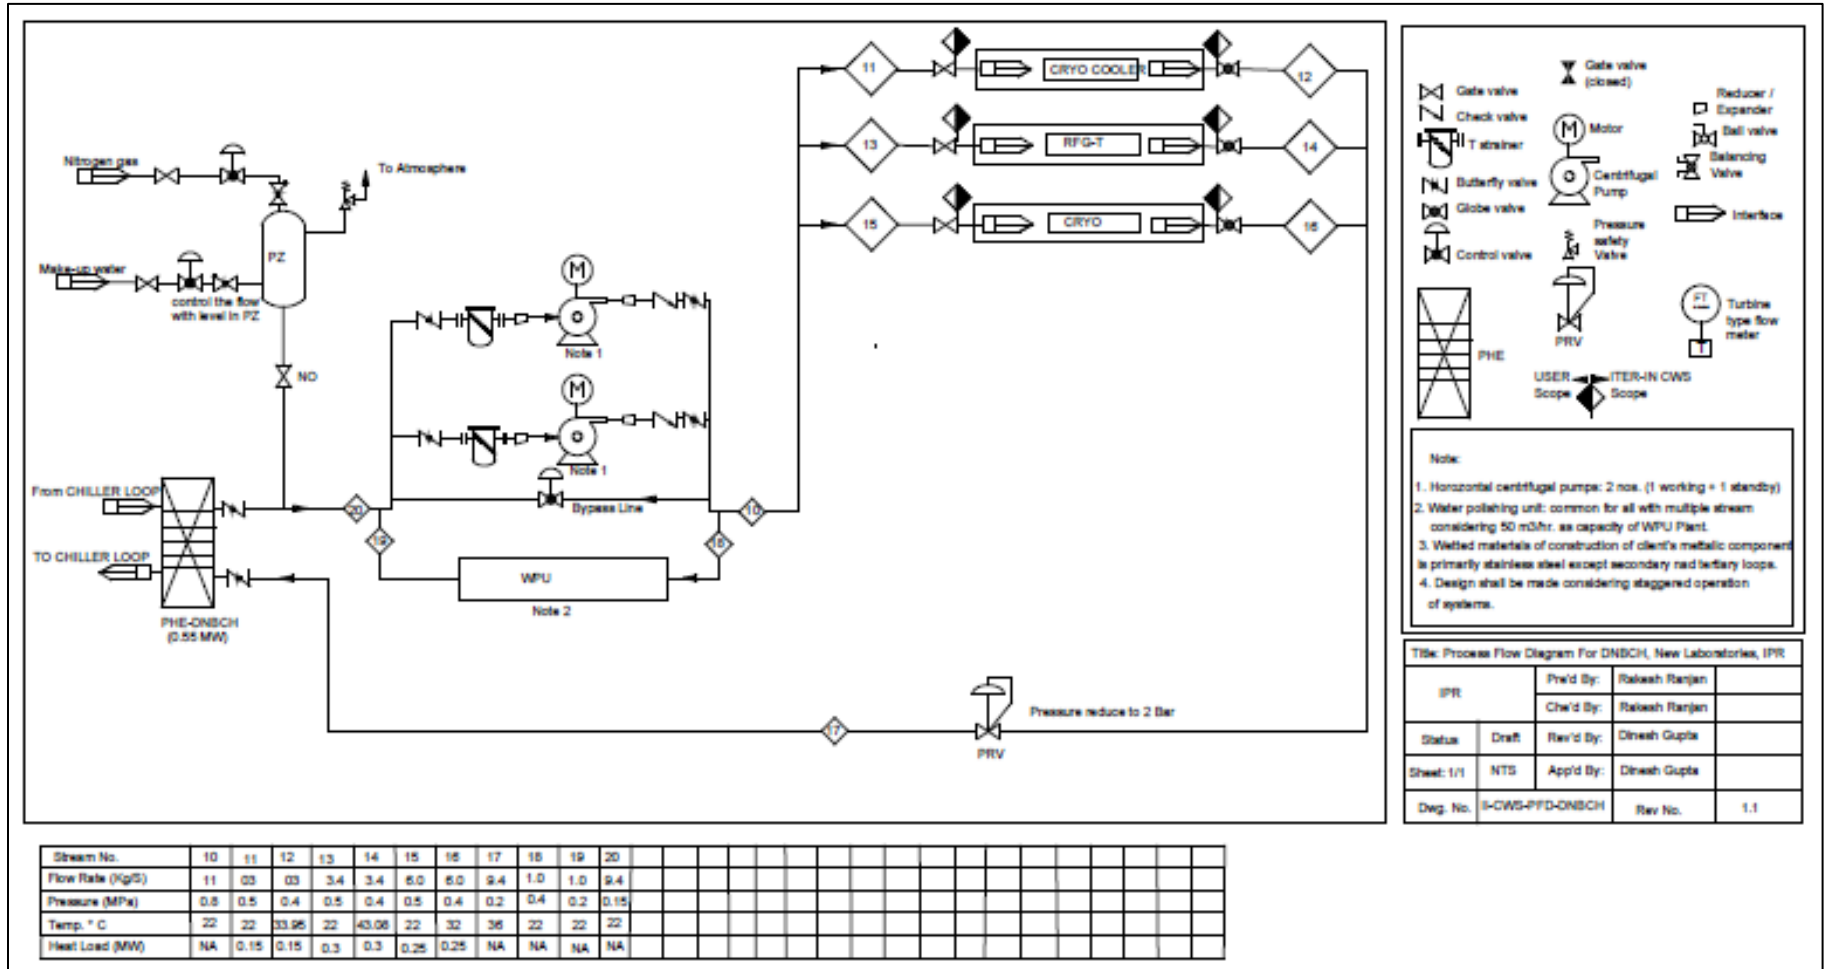 Nitrogen gas
To Atmosphere
PZ
Make-up water
control the flow
with level in PZ
NO
M
Note 1
M
Note 1
Bypass Line
From CHILLER LOOP
TO CHILLER LOOP
PHE-DNBCH
(0.55 MW)
20
19
18
10
WPU
Note 2
11
CRYO COOLER
12
13
RFG-T
14
15
CRYO
16
17
Pressure reduce to 2 Bar
PRV
Gate valve
(closed)
Gate valve
Check valve
T strainer
Butterfly valve
Globe valve
Control valve
M
Motor
Centrifugal
Pump
Pressure
safety
Valve
Reducer /
Expander
Ball valve
Balancing
Valve
Interface
PHE
PRV
FT
T
Turbine
type flow
meter
USER
Scope
ITER-IN CWS
Scope
Note:
1. Horozontal centrifugal pumps: 2 nos. (1 working + 1 standby)
2. Water polishing unit: common for all with multiple stream
considering 50 m3/hr. as capacity of WPU Plant.
3. Wetted materials of construction of client's mettalic component
is primarily stainless steel except secondary nad tertiary loops.
4. Design shall be made considering staggered operation
of systems.
Title: Process Flow Diagram For DNBCH, New Laboratories, IPR
IPR Pre'd By: Rakesh Ranjan
Che'd By: Rakesh Ranjan
Status Draft Rev'd By: Dinesh Gupta
Sheet: 1/1 NTS App'd By: Dinesh Gupta
Dwg. No. II-CWS-PFD-DNBCH Rev No. 1.1
Stream No. 10 11 12 13 14 15 16 17 18 19 20
Flow Rate (Kg/S) 11 03 03 3.4 3.4 6.0 6.0 9.4 1.0 1.0 9.4
Pressure (MPa) 0.8 0.5 0.4 0.5 0.4 0.5 0.4 0.2 0.4 0.2 0.15
Temp. ° C 22 22 33.95 22 43.08 22 32 36 22 22 22
Heat Load (MW) NA 0.15 0.15 0.3 0.3 0.25 0.25 NA NA NA NA